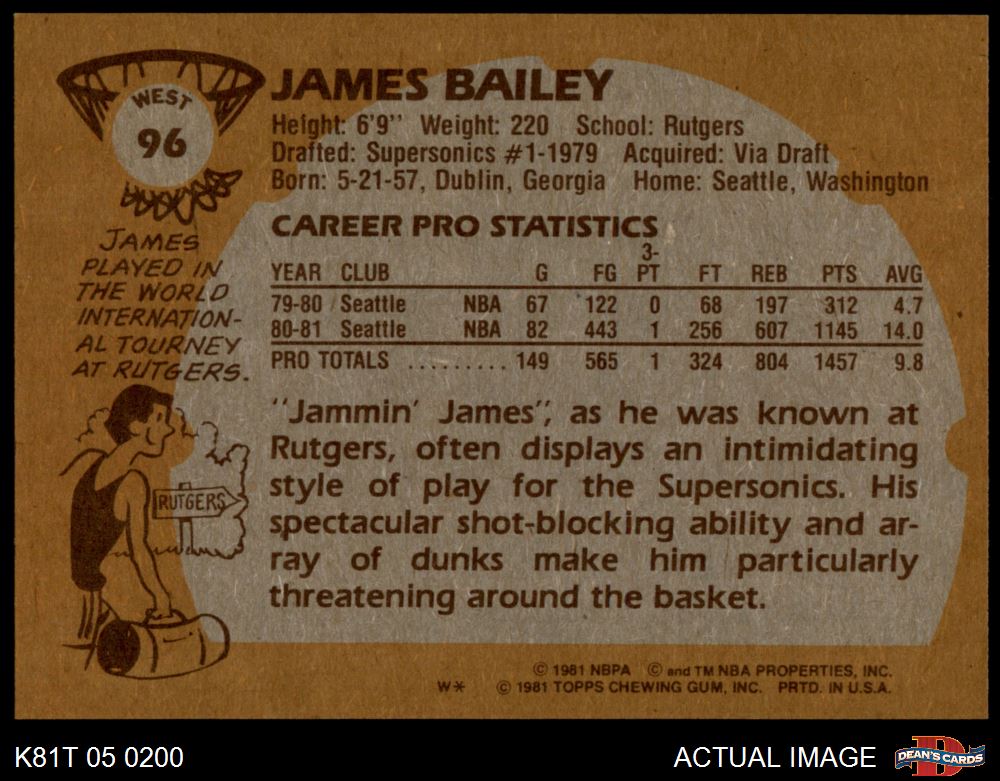 WEST
96
JAMES
PLAYED IN
THE WORLD
INTERNATION-
AL TOURNEY
AT RUTGERS.
RUTGERS
JAMES BAILEY
Height: 6'9" Weight: 220 School: Rutgers
Drafted: Supersonics #1-1979 Acquired: Via Draft
Born: 5-21-57, Dublin, Georgia Home: Seattle, Washington
CAREER PRO STATISTICS
YEAR CLUB G FG 3-PT FT REB PTS AVG
79-80 Seattle NBA 67 122 0 68 197 312 4.7
80-81 Seattle NBA 82 443 1 256 607 1145 14.0
PRO TOTALS ......... 149 565 1 324 804 1457 9.8
"Jammin' James", as he was known at
Rutgers, often displays an intimidating
style of play for the Supersonics. His
spectacular shot-blocking ability and ar-
ray of dunks make him particularly
threatening around the basket.
© 1981 NBPA © and TM NBA PROPERTIES, INC.
W* © 1981 TOPPS CHEWING GUM, INC. PRTD. IN U.S.A.
K81T 05 0200
ACTUAL IMAGE
DEAN'S CARDS